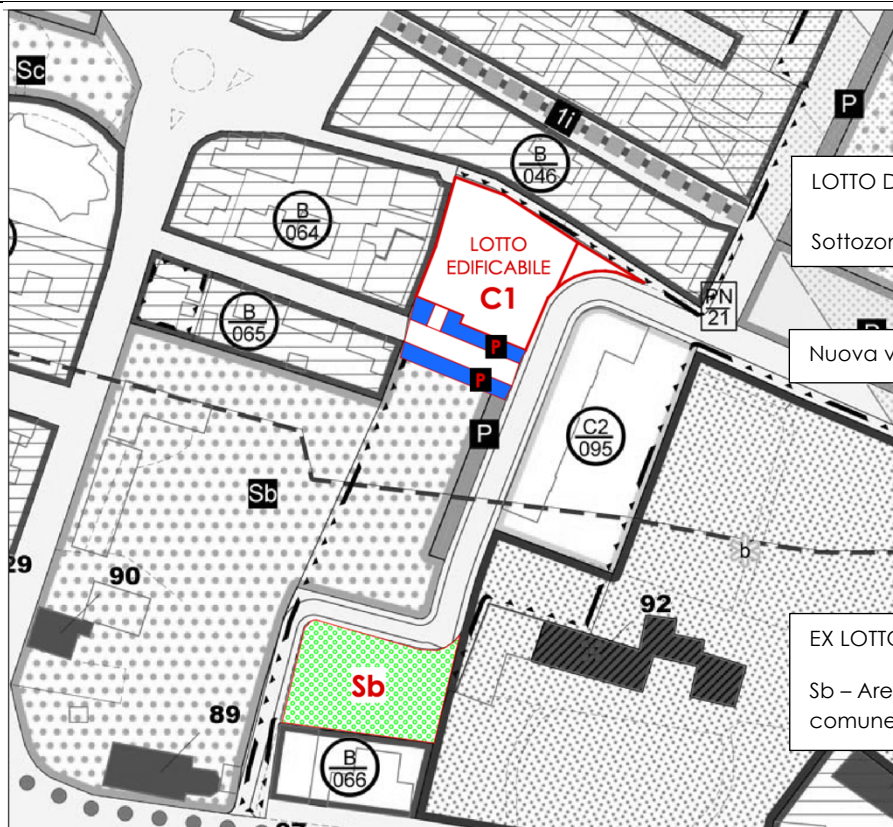 Sc
P
1i
B
046
LOTTO
Sottozon
B
064
LOTTO
EDIFICABILE
C1
PN
21
B
065
P
Nuova v
P
P
C2
095
Sb
b
29
90
92
EX LOTTO
Sb – Are
comune
Sb
89
B
066